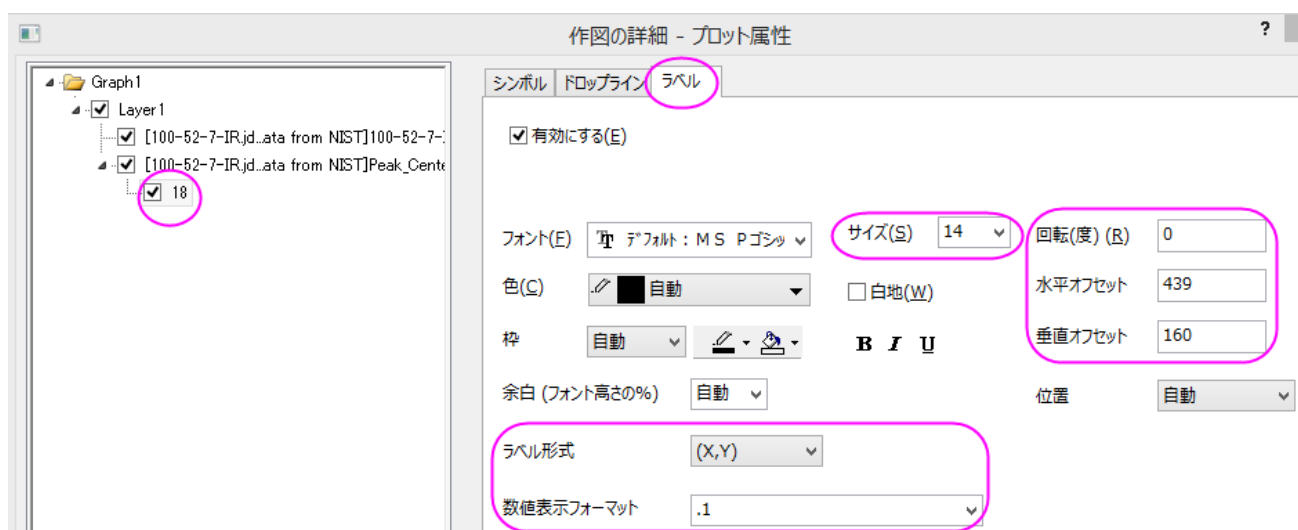 作図の詳細 - プロット属性
?
Graph1
Layer1
[100-52-7-IR.jd...ata from NIST]100-52-7-
[100-52-7-IR.jd...ata from NIST]Peak_Cente
18
シンボル
ドロップライン
ラベル
有効にする(E)
フォント(F)
デフォルト : MS Pゴシッ
サイズ(S)
14
回転(度) (R)
0
色(C)
自動
白地(W)
水平オフセット
439
枠
自動
B I U
垂直オフセット
160
余白 (フォント高さの%)
自動
位置
自動
ラベル形式
(X,Y)
数値表示フォーマット
.1